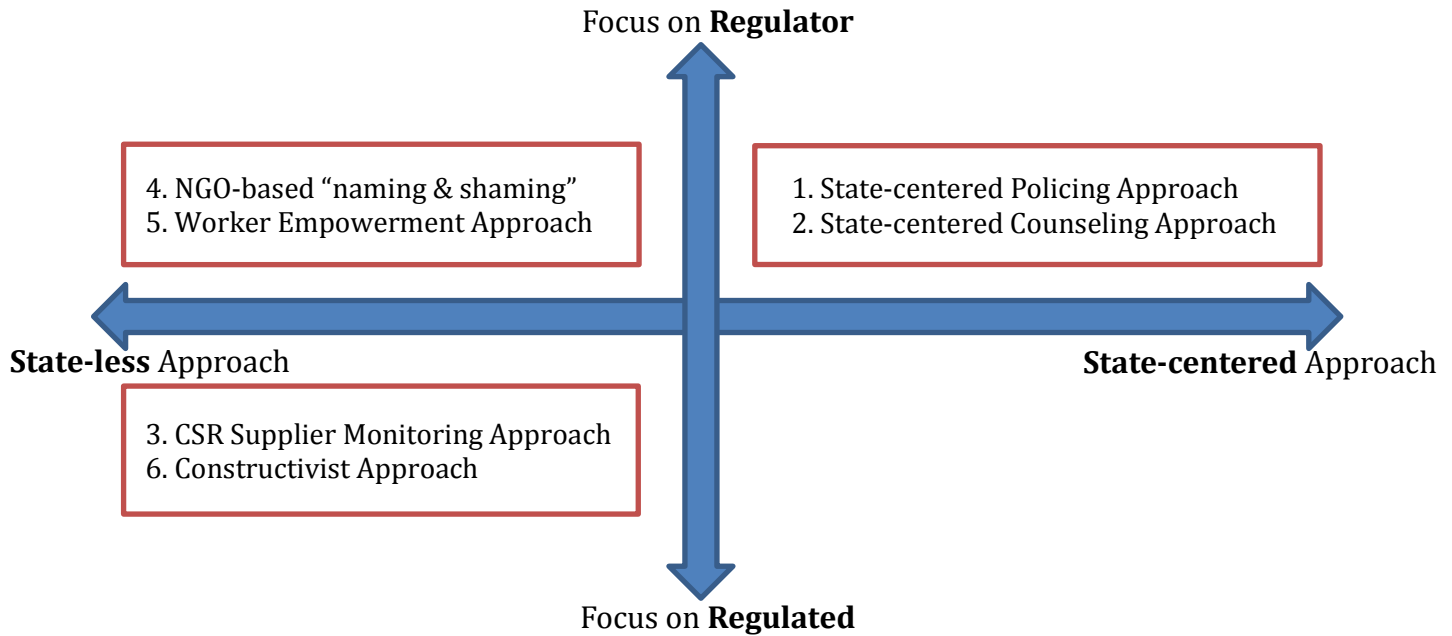 Focus on Regulator
4. NGO-based “naming & shaming”
5. Worker Empowerment Approach
1. State-centered Policing Approach
2. State-centered Counseling Approach
State-less Approach
State-centered Approach
3. CSR Supplier Monitoring Approach
6. Constructivist Approach
Focus on Regulated